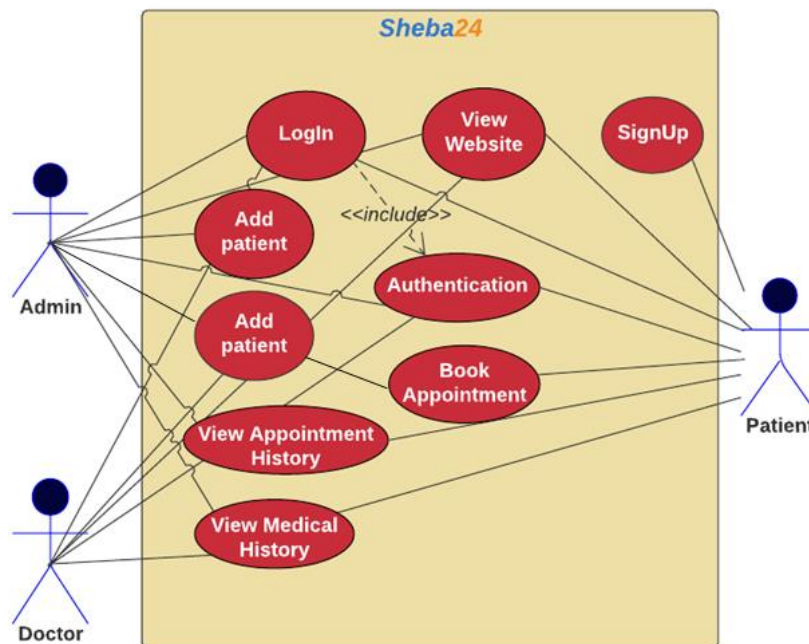 Sheba24
LogIn
View
Website
SignUp
<<include>>
Add
patient
Admin
Authentication
Add
patient
Book
Appointment
Patient
View Appointment
History
View Medical
History
Doctor